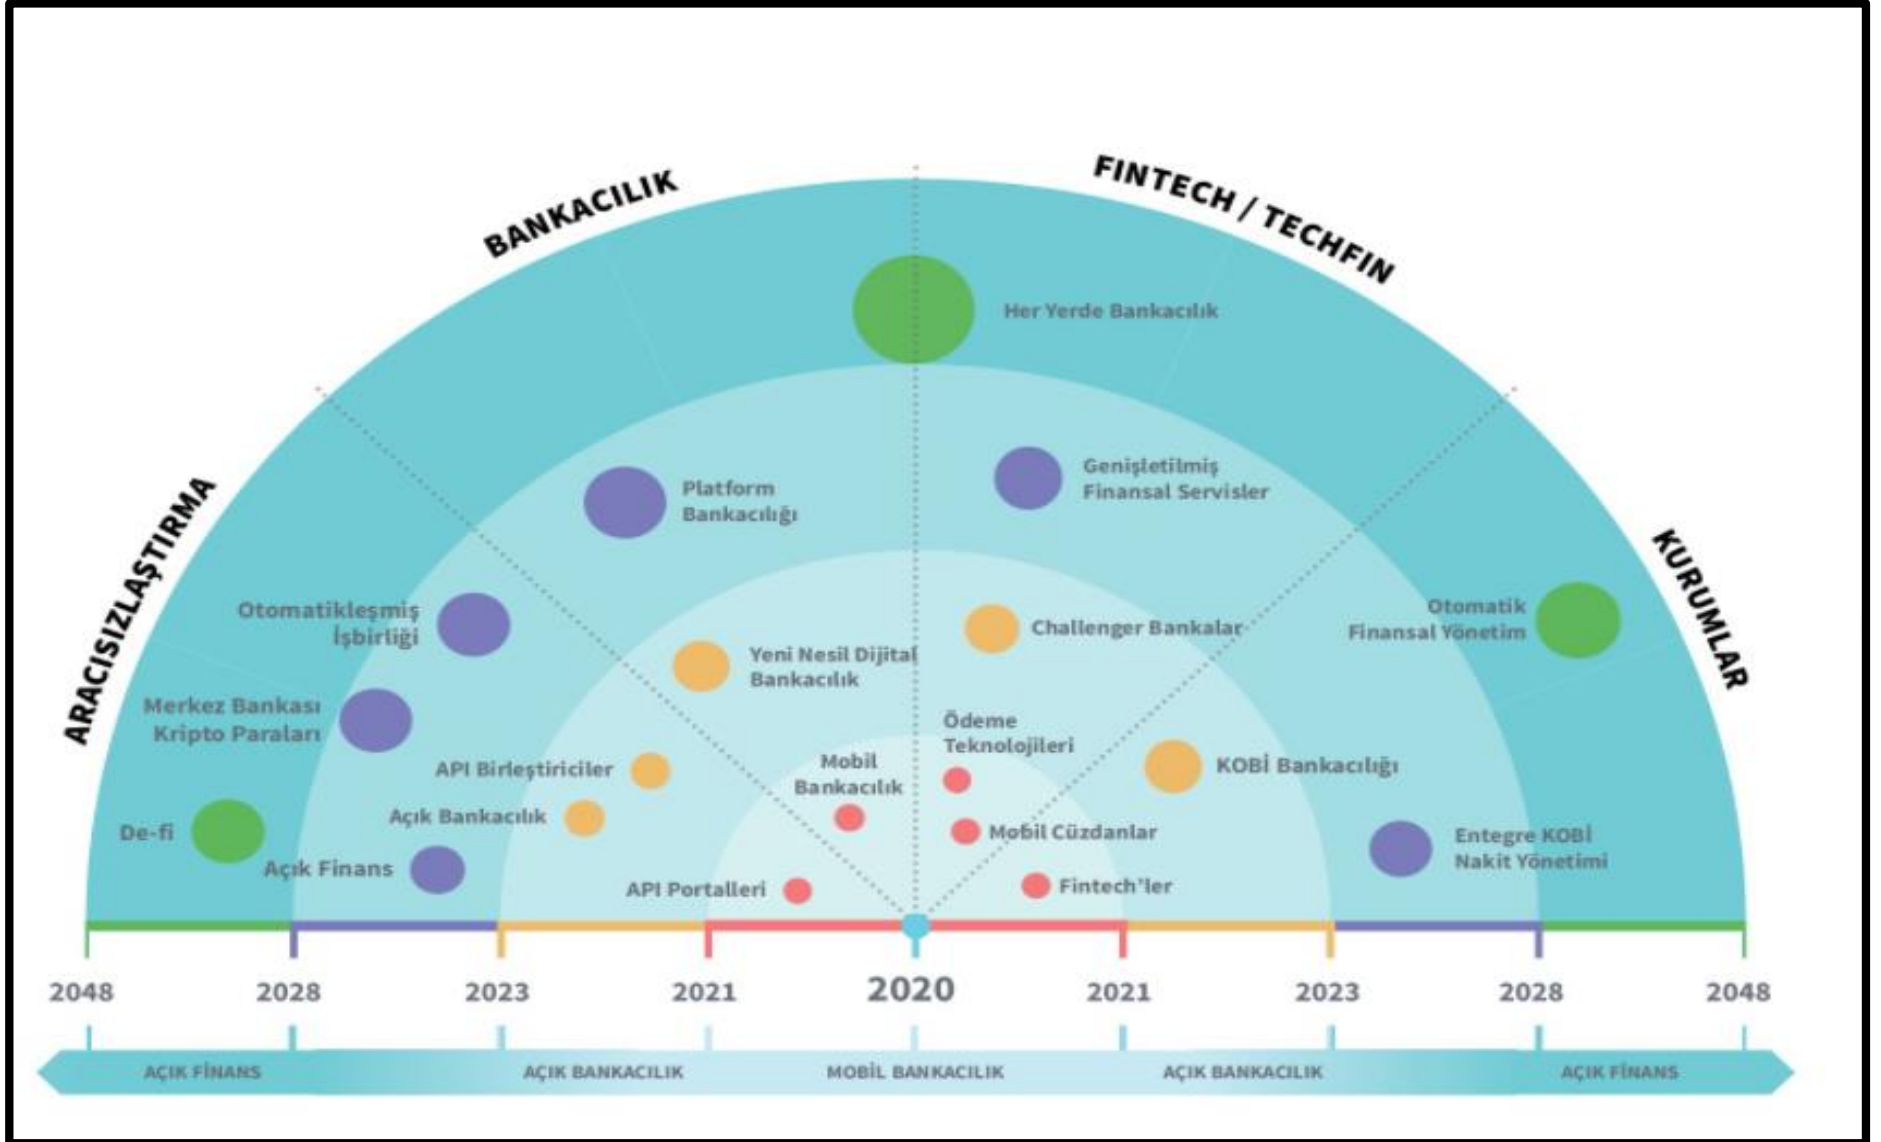 BANKACILIK
FINTECH / TECHFIN
ARACISIZLAŞTIRMA
KURUMLAR
Her Yerde Bankacılık
Platform
Bankacılığı
Genişletilmiş
Finansal Servisler
Otomatikleşmiş
İşbirliği
Yeni Nesil Dijital
Bankacılık
Challenger Bankalar
Otomatik
Finansal Yönetim
Merkez Bankası
Kripto Paraları
API Birleştiriciler
Mobil
Bankacılık
Ödeme
Teknolojileri
KOBİ Bankacılığı
De-fi
Açık Bankacılık
Mobil Cüzdanlar
Entegre KOBİ
Nakit Yönetimi
Açık Finans
API Portalleri
Fintech'ler
2048 2028 2023 2021 2020 2021 2023 2028 2048
AÇIK FİNANS AÇIK BANKACILIK MOBİL BANKACILIK AÇIK BANKACILIK AÇIK FİNANS